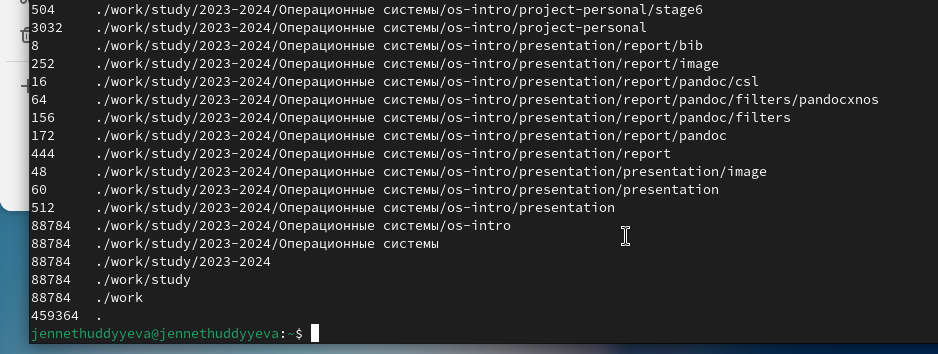 504 ./work/study/2023-2024/Операционные системы/os-intro/project-personal/stage6
3032 ./work/study/2023-2024/Операционные системы/os-intro/project-personal
8 ./work/study/2023-2024/Операционные системы/os-intro/presentation/report/bib
252 ./work/study/2023-2024/Операционные системы/os-intro/presentation/report/image
16 ./work/study/2023-2024/Операционные системы/os-intro/presentation/report/pandoc/csl
64 ./work/study/2023-2024/Операционные системы/os-intro/presentation/report/pandoc/filters/pandocxnos
156 ./work/study/2023-2024/Операционные системы/os-intro/presentation/report/pandoc/filters
172 ./work/study/2023-2024/Операционные системы/os-intro/presentation/report/pandoc
444 ./work/study/2023-2024/Операционные системы/os-intro/presentation/report
48 ./work/study/2023-2024/Операционные системы/os-intro/presentation/presentation/image
60 ./work/study/2023-2024/Операционные системы/os-intro/presentation/presentation
512 ./work/study/2023-2024/Операционные системы/os-intro/presentation
88784 ./work/study/2023-2024/Операционные системы/os-intro
88784 ./work/study/2023-2024/Операционные системы
88784 ./work/study/2023-2024
88784 ./work/study
88784 ./work
459364 .
jennethuddyyeva@jennethuddyyeva:~$